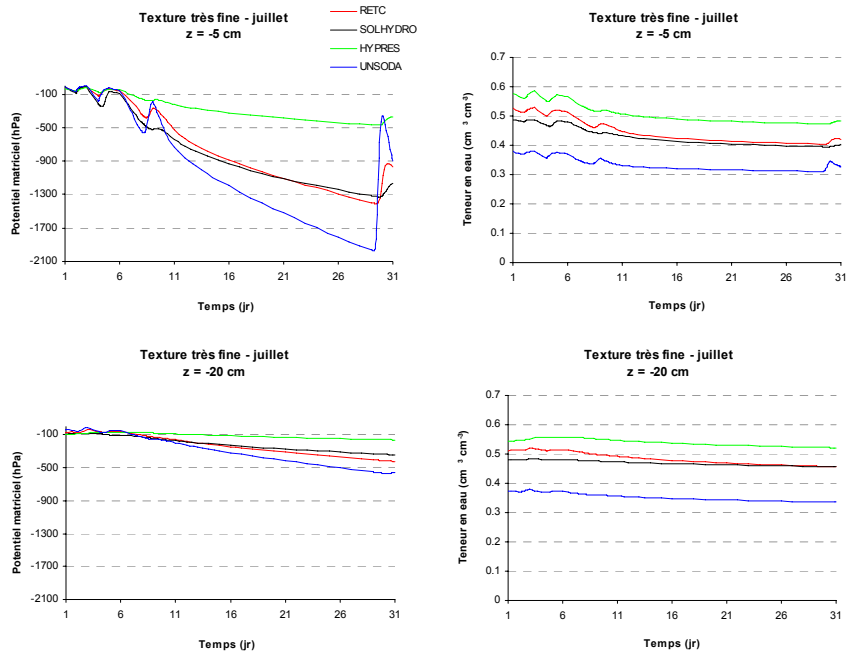 Texture très fine - juillet
z = -5 cm
RETC
SOLHYDRO
HYPRES
UNSODA
Potentiel matriciel (hPa)
-100
-500
-900
-1300
-1700
-2100
1 6 11 16 21 26 31
Temps (jr)
Texture très fine - juillet
z = -5 cm
Teneur en eau (cm³ cm⁻³)
0.7
0.6
0.5
0.4
0.3
0.2
0.1
0
1 6 11 16 21 26 31
Temps (jr)
Texture très fine - juillet
z = -20 cm
Potentiel matriciel (hPa)
-100
-500
-900
-1300
-1700
-2100
1 6 11 16 21 26 31
Temps (jr)
Texture très fine - juillet
z = -20 cm
Teneur en eau (cm³ cm⁻³)
0.7
0.6
0.5
0.4
0.3
0.2
0.1
0
1 6 11 16 21 26 31
Temps (jr)